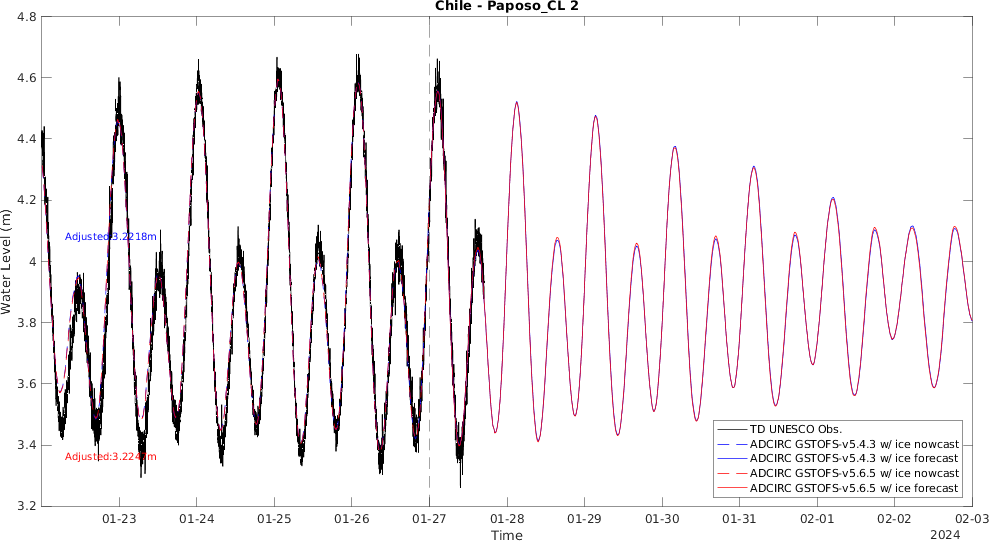 Chile - Paposo_CL 2
4.8
4.6
4.4
4.2
4
3.8
3.6
3.4
3.2
Water Level (m)
Adjusted:3.2218m
Adjusted:3.224 m
TD UNESCO Obs.
ADCIRC GSTOFS-v5.4.3 w/ ice nowcast
ADCIRC GSTOFS-v5.4.3 w/ ice forecast
ADCIRC GSTOFS-v5.6.5 w/ ice nowcast
ADCIRC GSTOFS-v5.6.5 w/ ice forecast
01-23 01-24 01-25 01-26 01-27 01-28 01-29 01-30 01-31 02-01 02-02 02-03
Time
2024